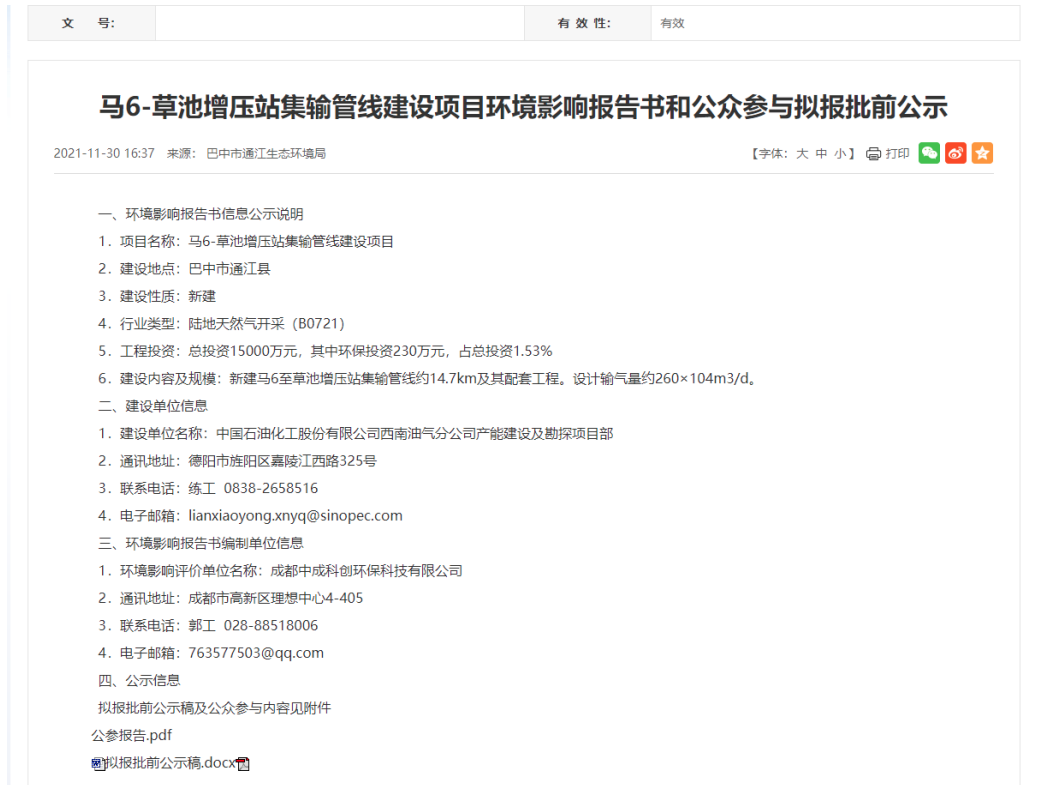 文 号: 有 效 性: 有效
马6-草池增压站集输管线建设项目环境影响报告书和公众参与拟报批前公示
2021-11-30 16:37 来源: 巴中市通江生态环境局 【字体: 大 中 小】 打印
一、环境影响报告书信息公示说明
1．项目名称：马6-草池增压站集输管线建设项目
2．建设地点：巴中市通江县
3．建设性质：新建
4．行业类型：陆地天然气开采（B0721）
5．工程投资：总投资15000万元，其中环保投资230万元，占总投资1.53%
6．建设内容及规模：新建马6至草池增压站集输管线约14.7km及其配套工程。设计输气量约260×104m3/d。
二、建设单位信息
1．建设单位名称：中国石油化工股份有限公司西南油气分公司产能建设及勘探项目部
2．通讯地址：德阳市旌阳区嘉陵江西路325号
3．联系电话：练工 0838-2658516
4．电子邮箱：lianxiaoyong.xnyq@sinopec.com
三、环境影响报告书编制单位信息
1．环境影响评价单位名称：成都中成科创环保科技有限公司
2．通讯地址：成都市高新区理想中心4-405
3．联系电话：郭工 028-88518006
4．电子邮箱：763577503@qq.com
四、公示信息
拟报批前公示稿及公众参与内容见附件
公参报告.pdf
拟报批前公示稿.docx